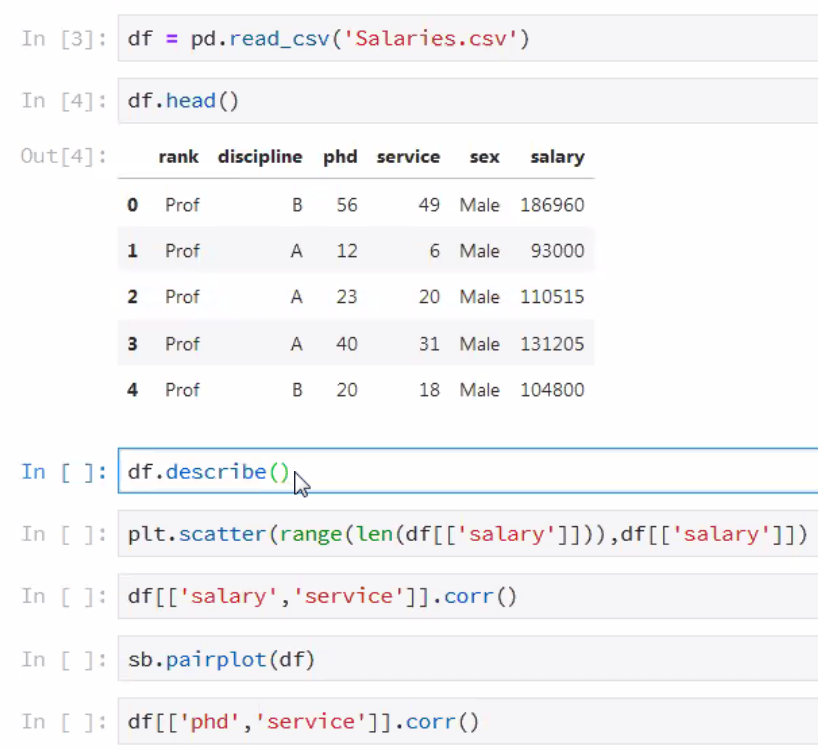 In [3]: df = pd.read_csv('Salaries.csv')
In [4]: df.head()
Out[4]: rank discipline phd service sex salary
0 Prof B 56 49 Male 186960
1 Prof A 12 6 Male 93000
2 Prof A 23 20 Male 110515
3 Prof A 40 31 Male 131205
4 Prof B 20 18 Male 104800
In [ ]: df.describe()
In [ ]: plt.scatter(range(len(df[['salary']])),df[['salary']])
In [ ]: df[['salary','service']].corr()
In [ ]: sb.pairplot(df)
In [ ]: df[['phd','service']].corr()